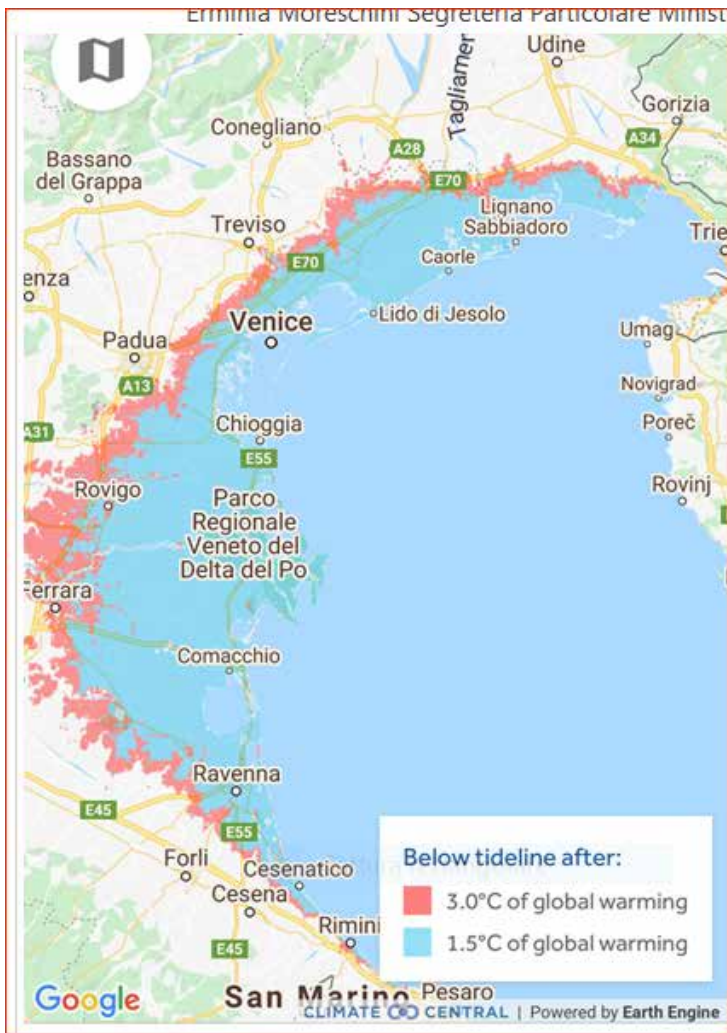 Erminia Moreschini Segreteria Particolare Minist
Udine
Tagliamer
Gorizia
Conegliano
A28
A34
Bassano
del Grappa
E70
Treviso
Lignano
Sabbiadoro
Trie
E70
Caorle
enza
Venice
Lido di Jesolo
Padua
Umag
A13
Novigrad
A31
Chioggia
Poreč
E55
Rovigo
Rovinj
Parco
Regionale
Veneto del
Delta del Po
Ferrara
Comacchio
Ravenna
E45
E55
Below tideline after:
Forli
3.0°C of global warming
Cesenatico
Cesena
1.5°C of global warming
E45
Rimini
Google
San Marino
Pesaro
CLIMATE CENTRAL | Powered by Earth Engine